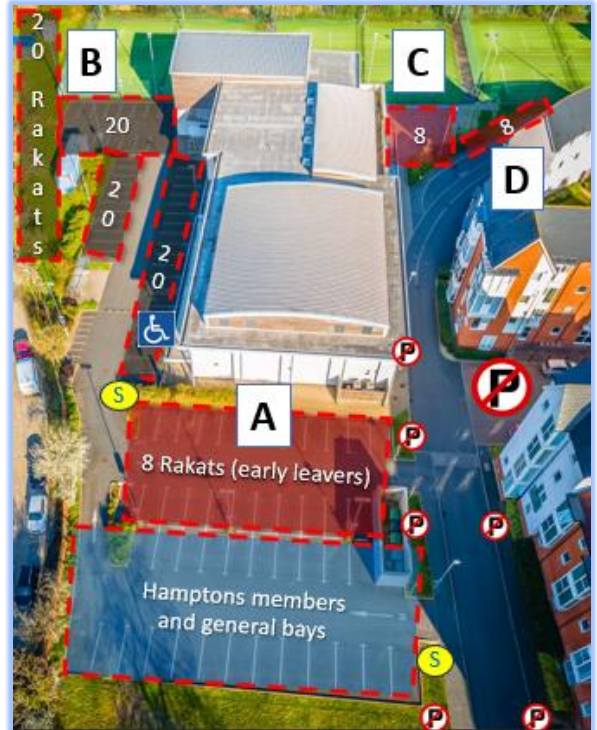 20 Rakats
B
C
20
8
8
D
20
20
A
S
8 Rakats (early leavers)
Hamptons members
and general bays
S
P
P
P
P
P
P
P